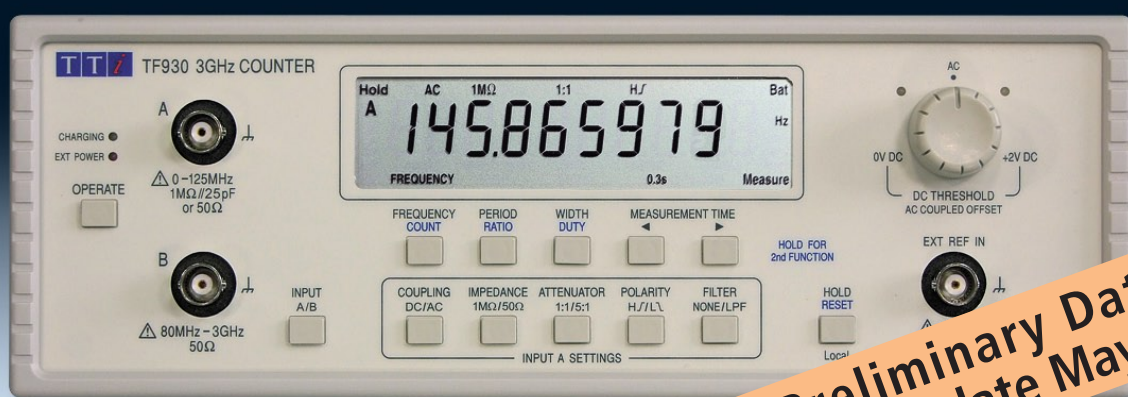 TTi TF930 3GHz COUNTER
A
CHARGING
EXT POWER
OPERATE
⚠ 0-125MHz
1MΩ//25pF
or 50Ω
B
⚠ 80MHz-3GHz
50Ω
INPUT
A/B
Hold AC 1MΩ 1:1 H⎍ Bat
A 145.865979 Hz
FREQUENCY 0.3s Measure
FREQUENCY PERIOD WIDTH MEASUREMENT TIME
COUNT RATIO DUTY ◄ ►
HOLD FOR
2nd FUNCTION
COUPLING IMPEDANCE ATTENUATOR POLARITY FILTER
DC/AC 1MΩ/50Ω 1:1/5:1 H⎍/L NONE/LPF
INPUT A SETTINGS
HOLD
RESET
Local
AC
0V DC +2V DC
DC THRESHOLD
AC COUPLED OFFSET
EXT REF IN
Preliminary
May